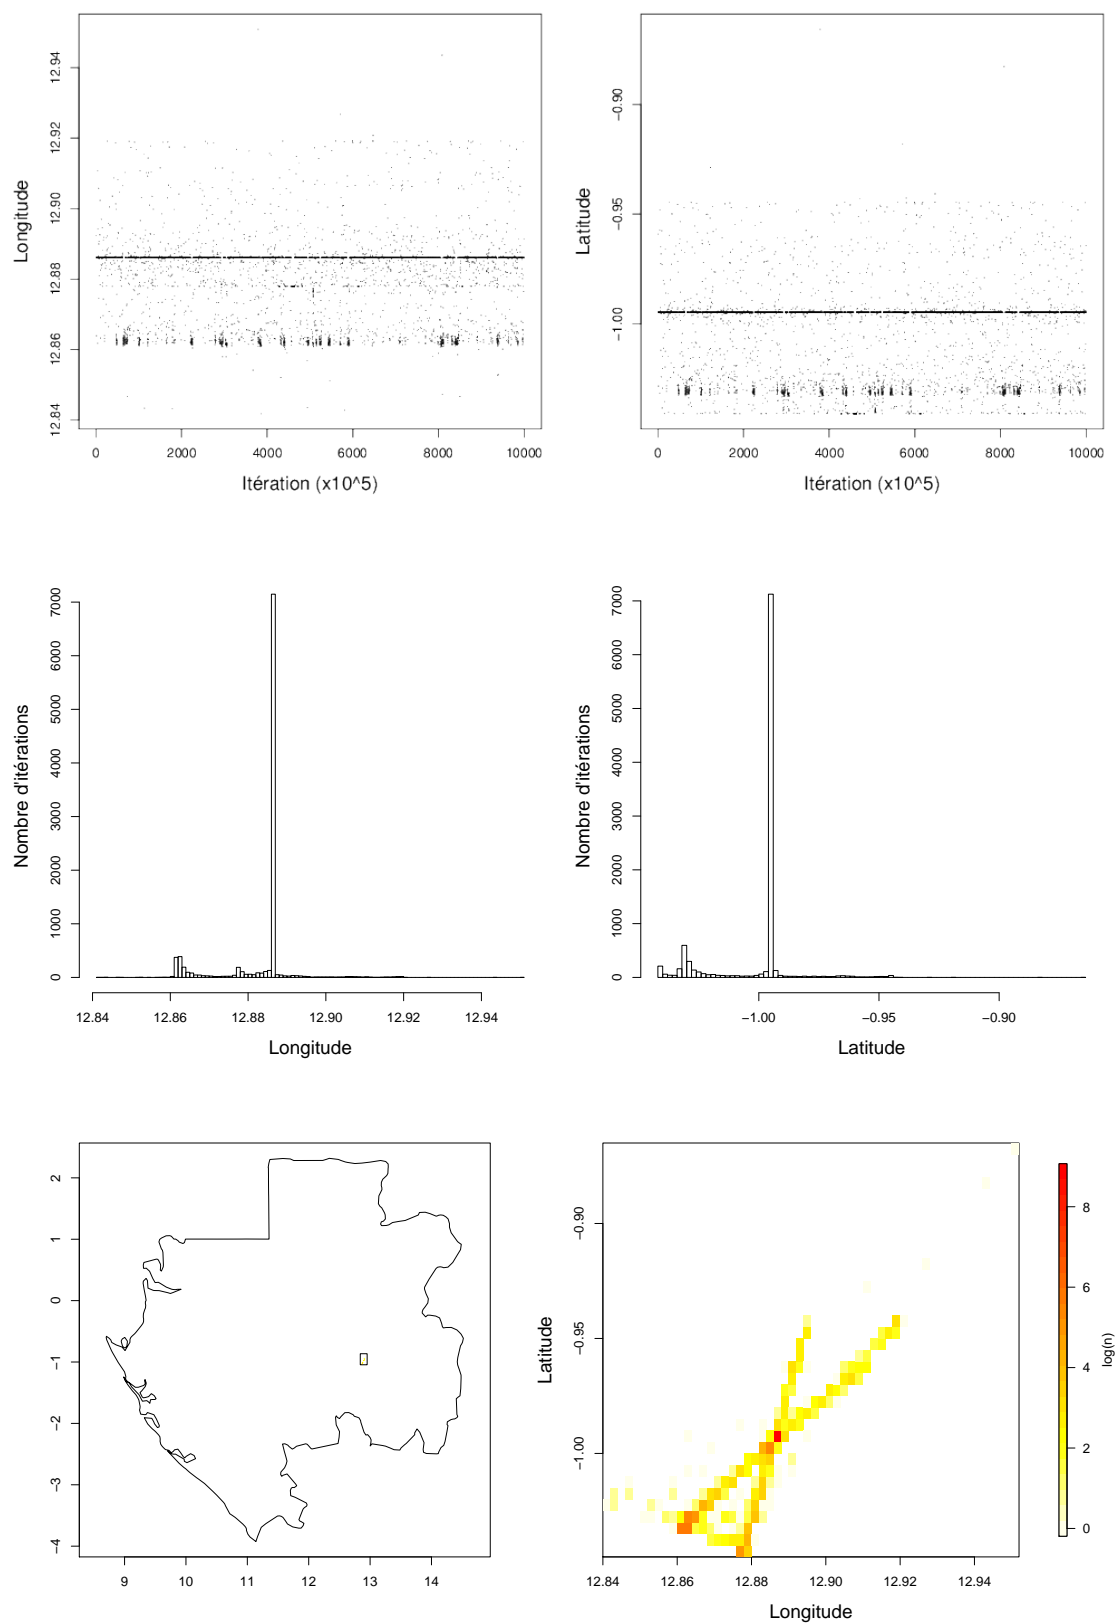 12.94
12.92
12.90
12.88
12.86
12.84
Longitude
0 2000 4000 6000 8000 10000
Itération (x10^5)
−0.90
−0.95
−1.00
Latitude
0 2000 4000 6000 8000 10000
Itération (x10^5)
7000
6000
5000
4000
3000
2000
1000
0
Nombre d'itérations
12.84 12.86 12.88 12.90 12.92 12.94
Longitude
7000
6000
5000
4000
3000
2000
1000
0
Nombre d'itérations
−1.00 −0.95 −0.90
Latitude
2
1
0
−1
−2
−3
−4
9 10 11 12 13 14
−0.90
−0.95
−1.00
Latitude
12.84 12.86 12.88 12.90 12.92 12.94
Longitude
8
6
4
2
0
log(n)